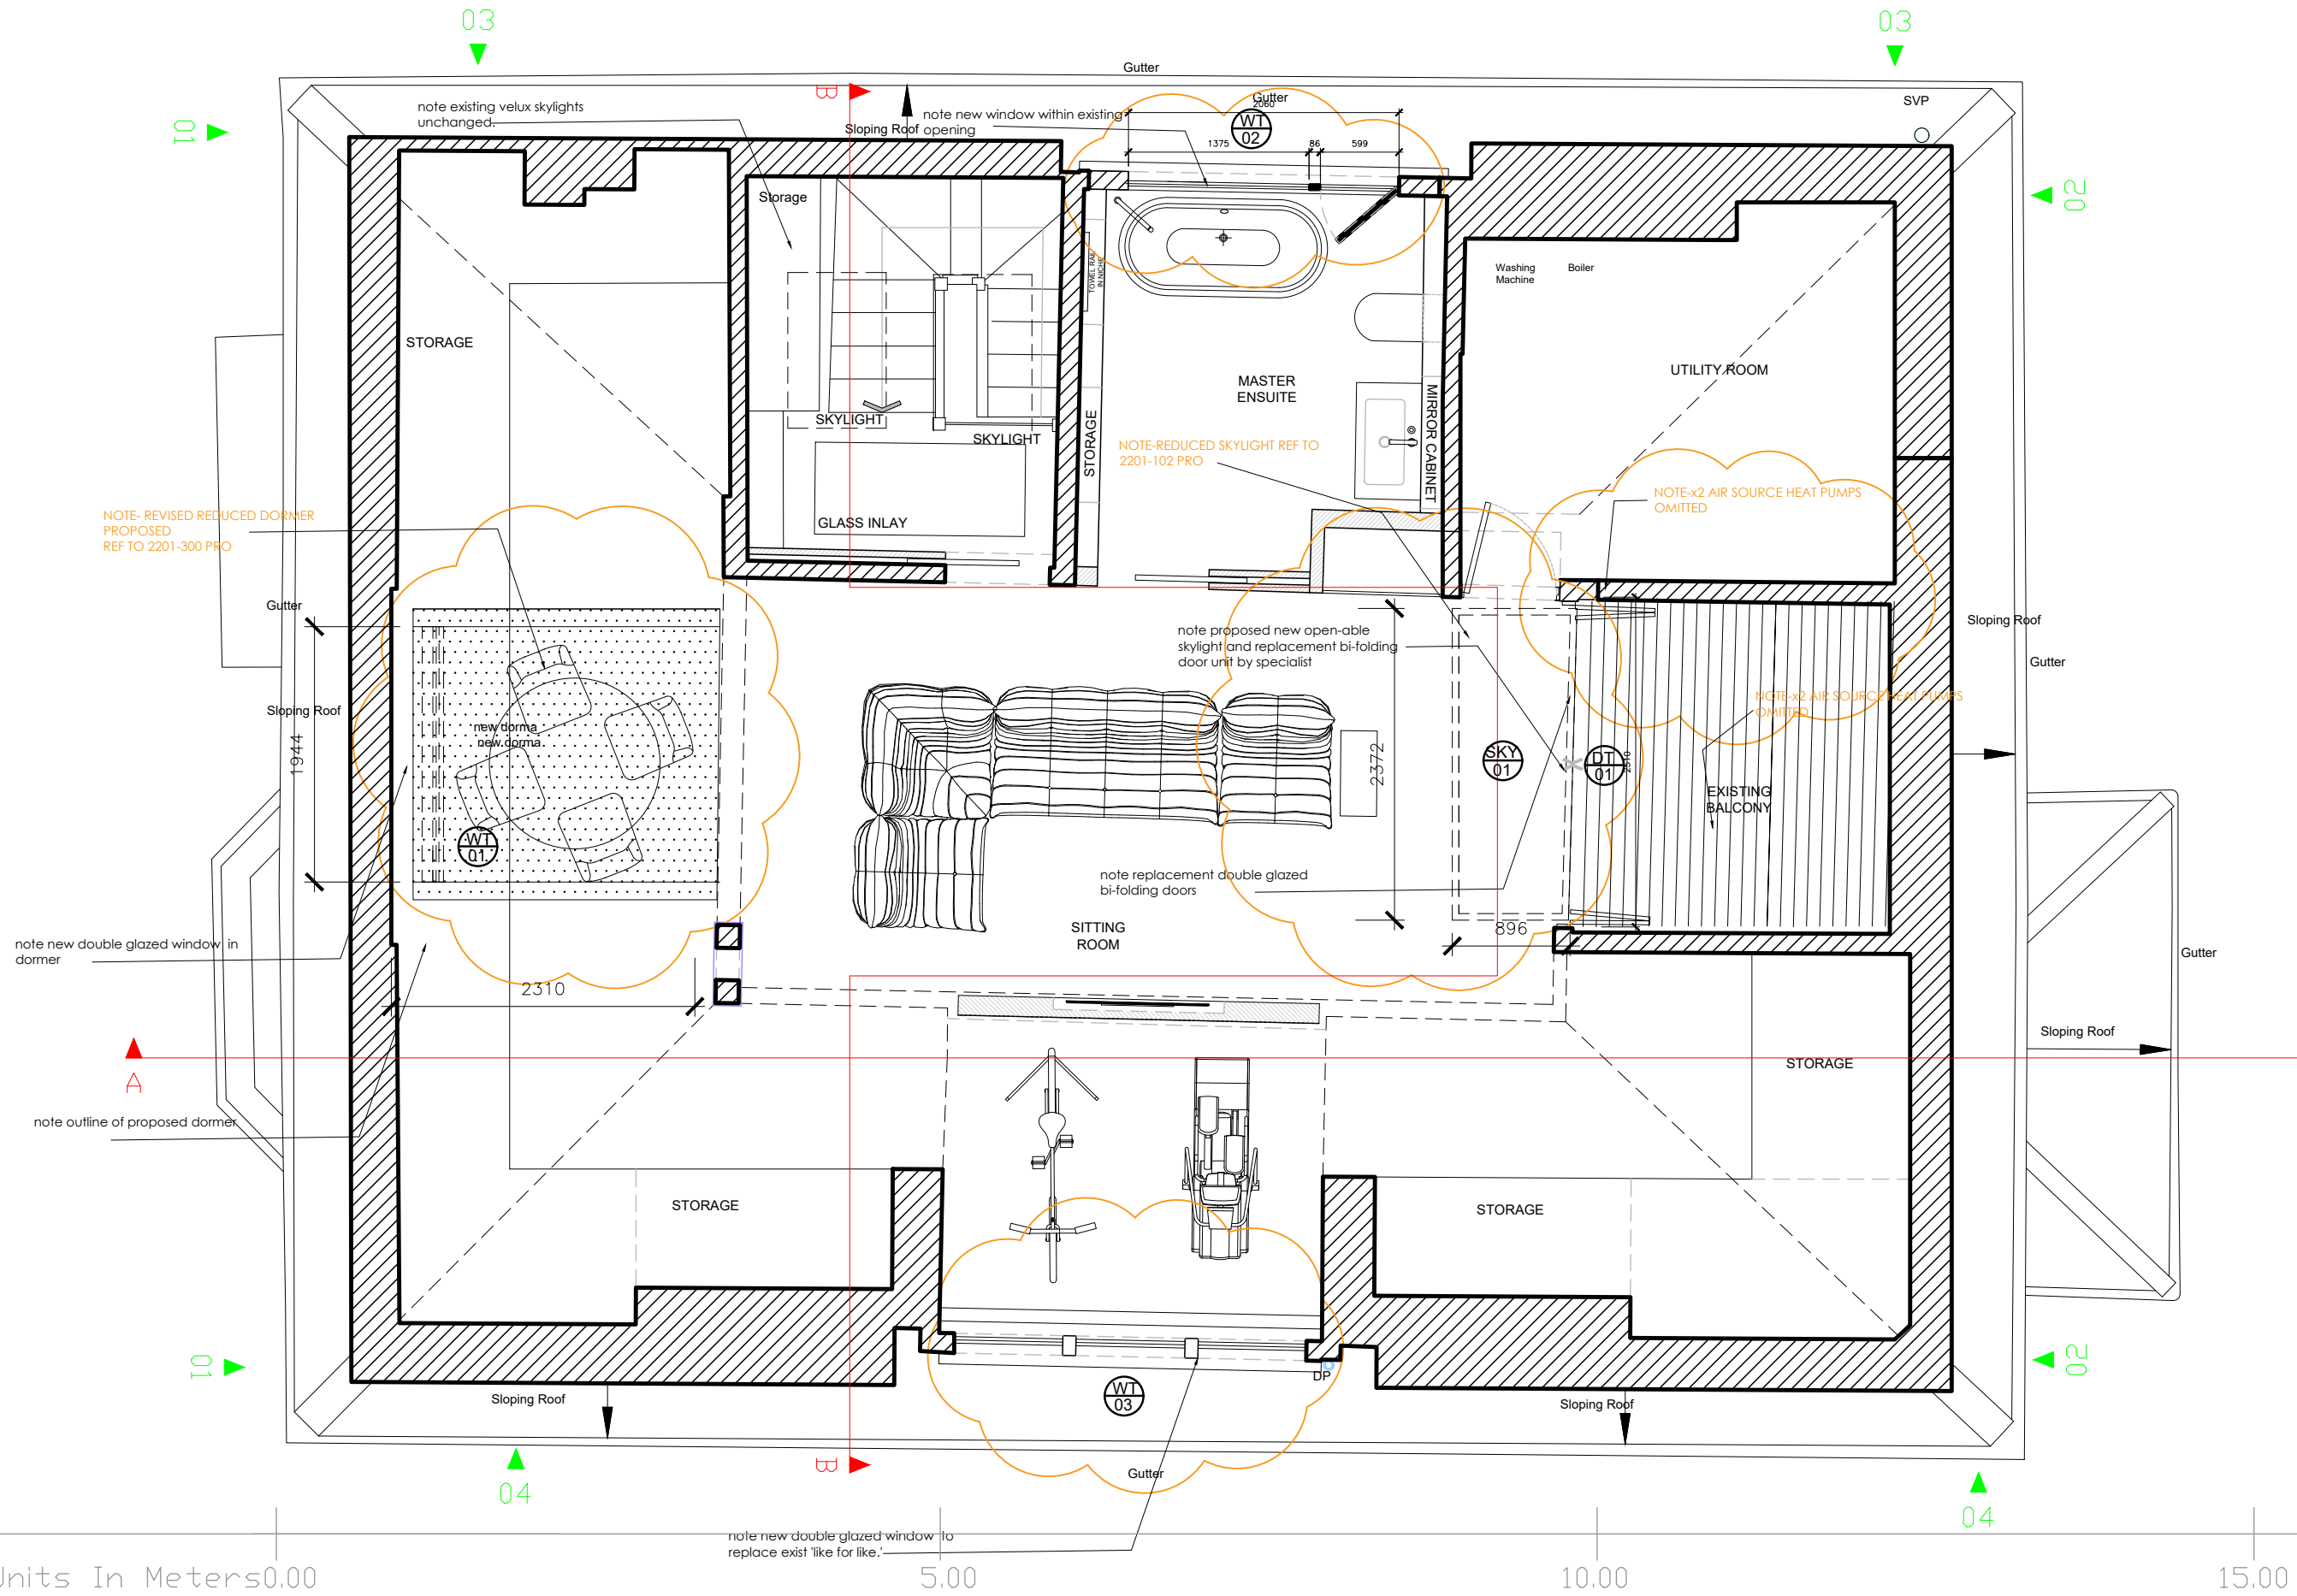 03
03
Gutter
note existing velux skylights
unchanged.
B
note new window within existing
opening
Sloping Roof
Gutter
2060
WT
02
1375
86
599
SVP
01
02
Storage
TOWEL RAIL
IN NICHE
Washing
Machine
Boiler
STORAGE
UTILITY ROOM
MASTER
ENSUITE
SKYLIGHT
SKYLIGHT
STORAGE
MIRROR CABINET
NOTE-REDUCED SKYLIGHT REF TO
2201-102 PRO
NOTE-x2 AIR SOURCE HEAT PUMPS
OMITTED
GLASS INLAY
NOTE- REVISED REDUCED DORMER
PROPOSED
REF TO 2201-300 PRO
Gutter
Sloping Roof
note proposed new open-able
skylight and replacement bi-folding
door unit by specialist
Gutter
Sloping Roof
NOTE-x2 AIR SOURCE HEAT PUMPS
OMITTED
new dorma
new dorma
1944
2372
SKY
01
DT
01
2510
EXISTING
BALCONY
WT
01
note replacement double glazed
bi-folding doors
SITTING
ROOM
896
note new double glazed window in
dormer
Gutter
2310
Sloping Roof
STORAGE
A
note outline of proposed dormer
STORAGE
STORAGE
01
02
DP
WT
03
Sloping Roof
Sloping Roof
B
Gutter
04
04
note new double glazed window to
replace exist 'like for like.'
Units In Meters0.00
5.00
10.00
15.00